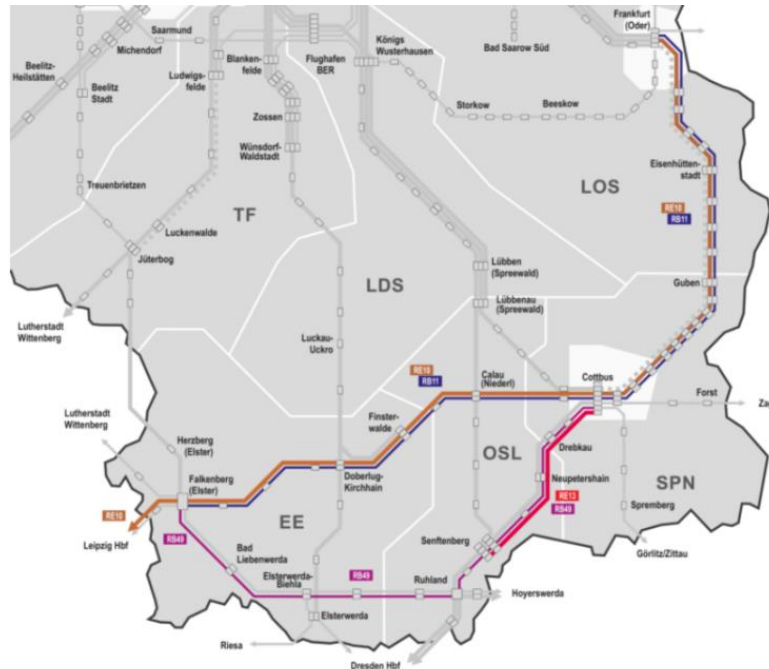 Saarmund
Michendorf
Beelitz-
Heilstätten
Beelitz
Stadt
Ludwigs-
felde
Blanken-
felde
Flughafen
BER
Königs
Wusterhausen
Bad Saarow Süd
Frankfurt
(Oder)
Zossen
Wünsdorf-
Waldstadt
Storkow
Beeskow
Treuenbrietzen
TF
LOS
Eisenhütten-
stadt
RE10
RB11
Luckenwalde
Jüterbog
Lübben
(Spreewald)
LDS
Guben
Lutherstadt
Wittenberg
Lübbenau
(Spreewald)
Luckau-
Uckro
RE10
RB11
Calau
(Niederl)
Cottbus
Forst
Za
Lutherstadt
Wittenberg
Finster-
walde
Herzberg
(Elster)
Drebkau
OSL
Falkenberg
(Elster)
Doberlug-
Kirchhain
Neupetershain
SPN
RE13
RB49
RE10
EE
Spremberg
Leipzig Hbf
RB49
Senftenberg
Görlitz/Zittau
Bad
Liebenwerda
Elsterwerda-
Biehla
RB49
Ruhland
Hoyerswerda
Elsterwerda
Riesa
Dresden Hbf